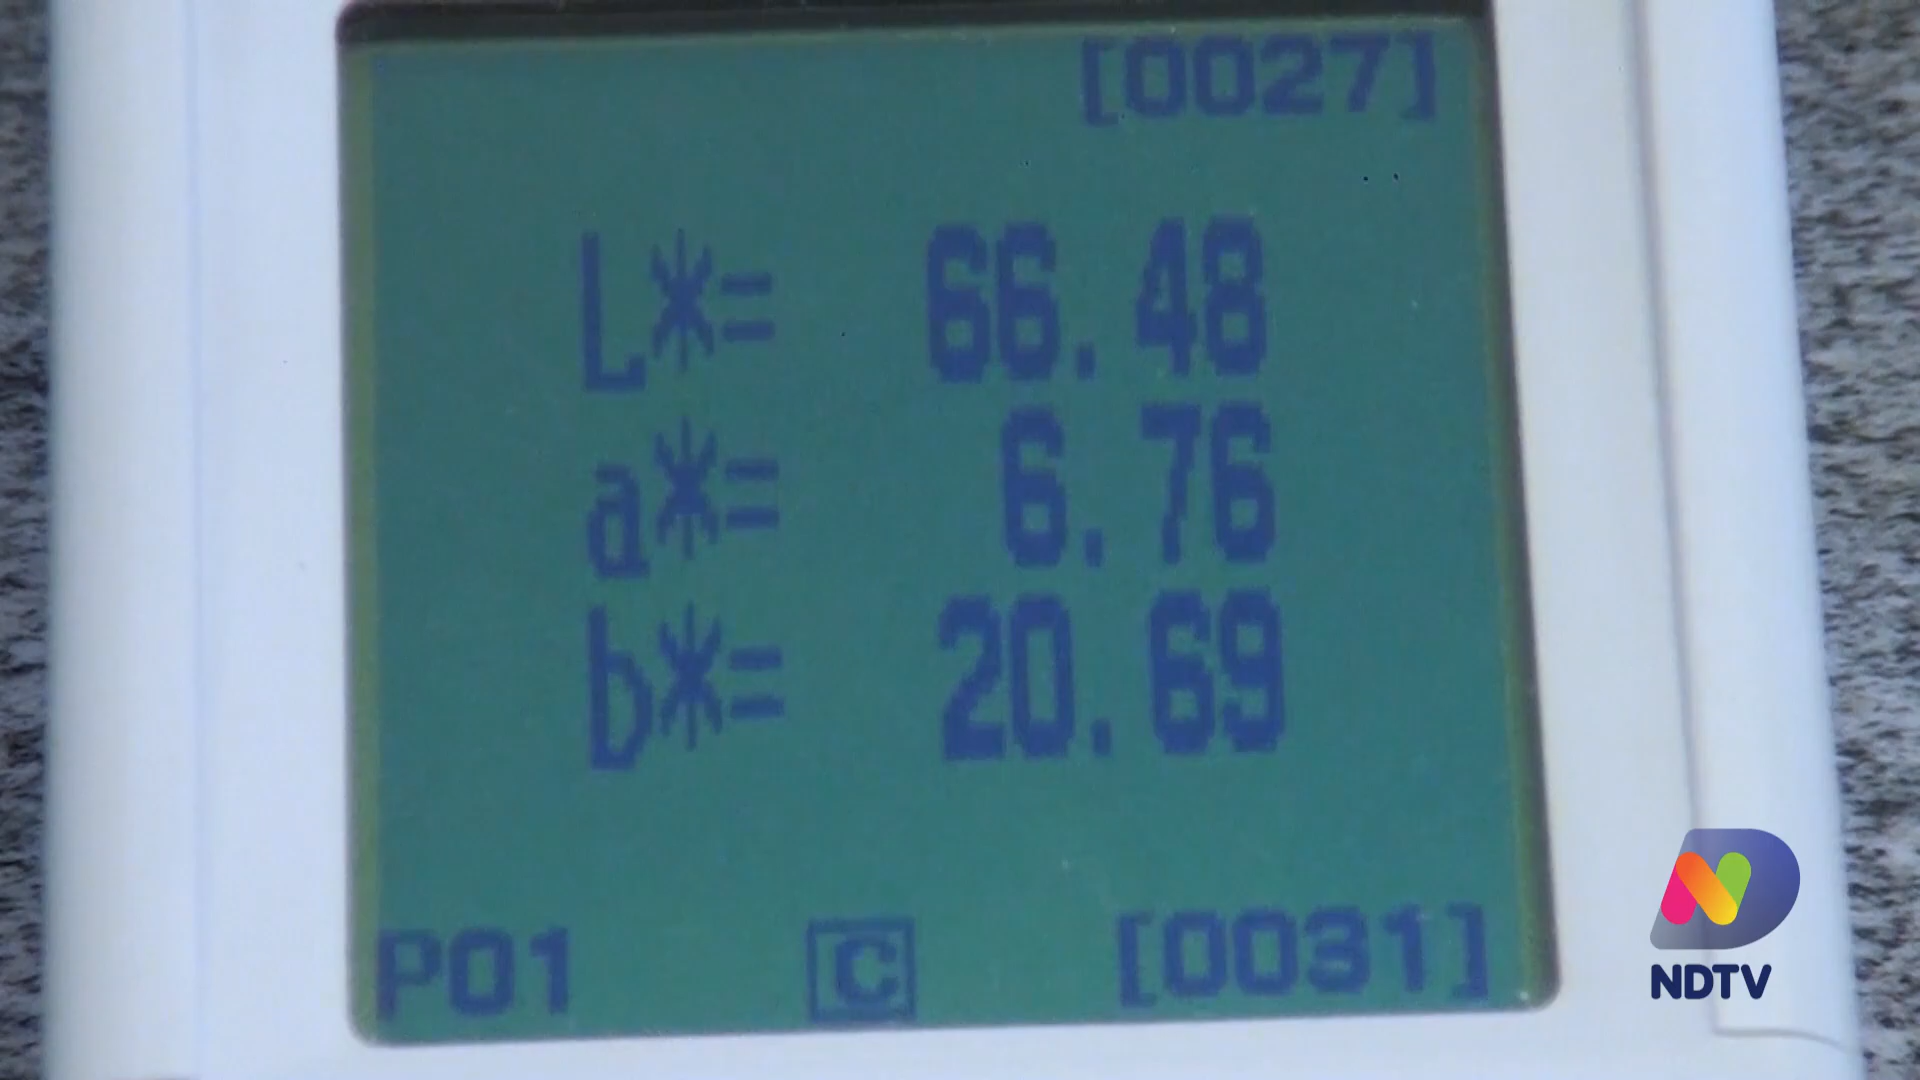 [0027]
L*= 66.48
a*= 6.76
b*= 20.69
P01 C [0031]
NDTV